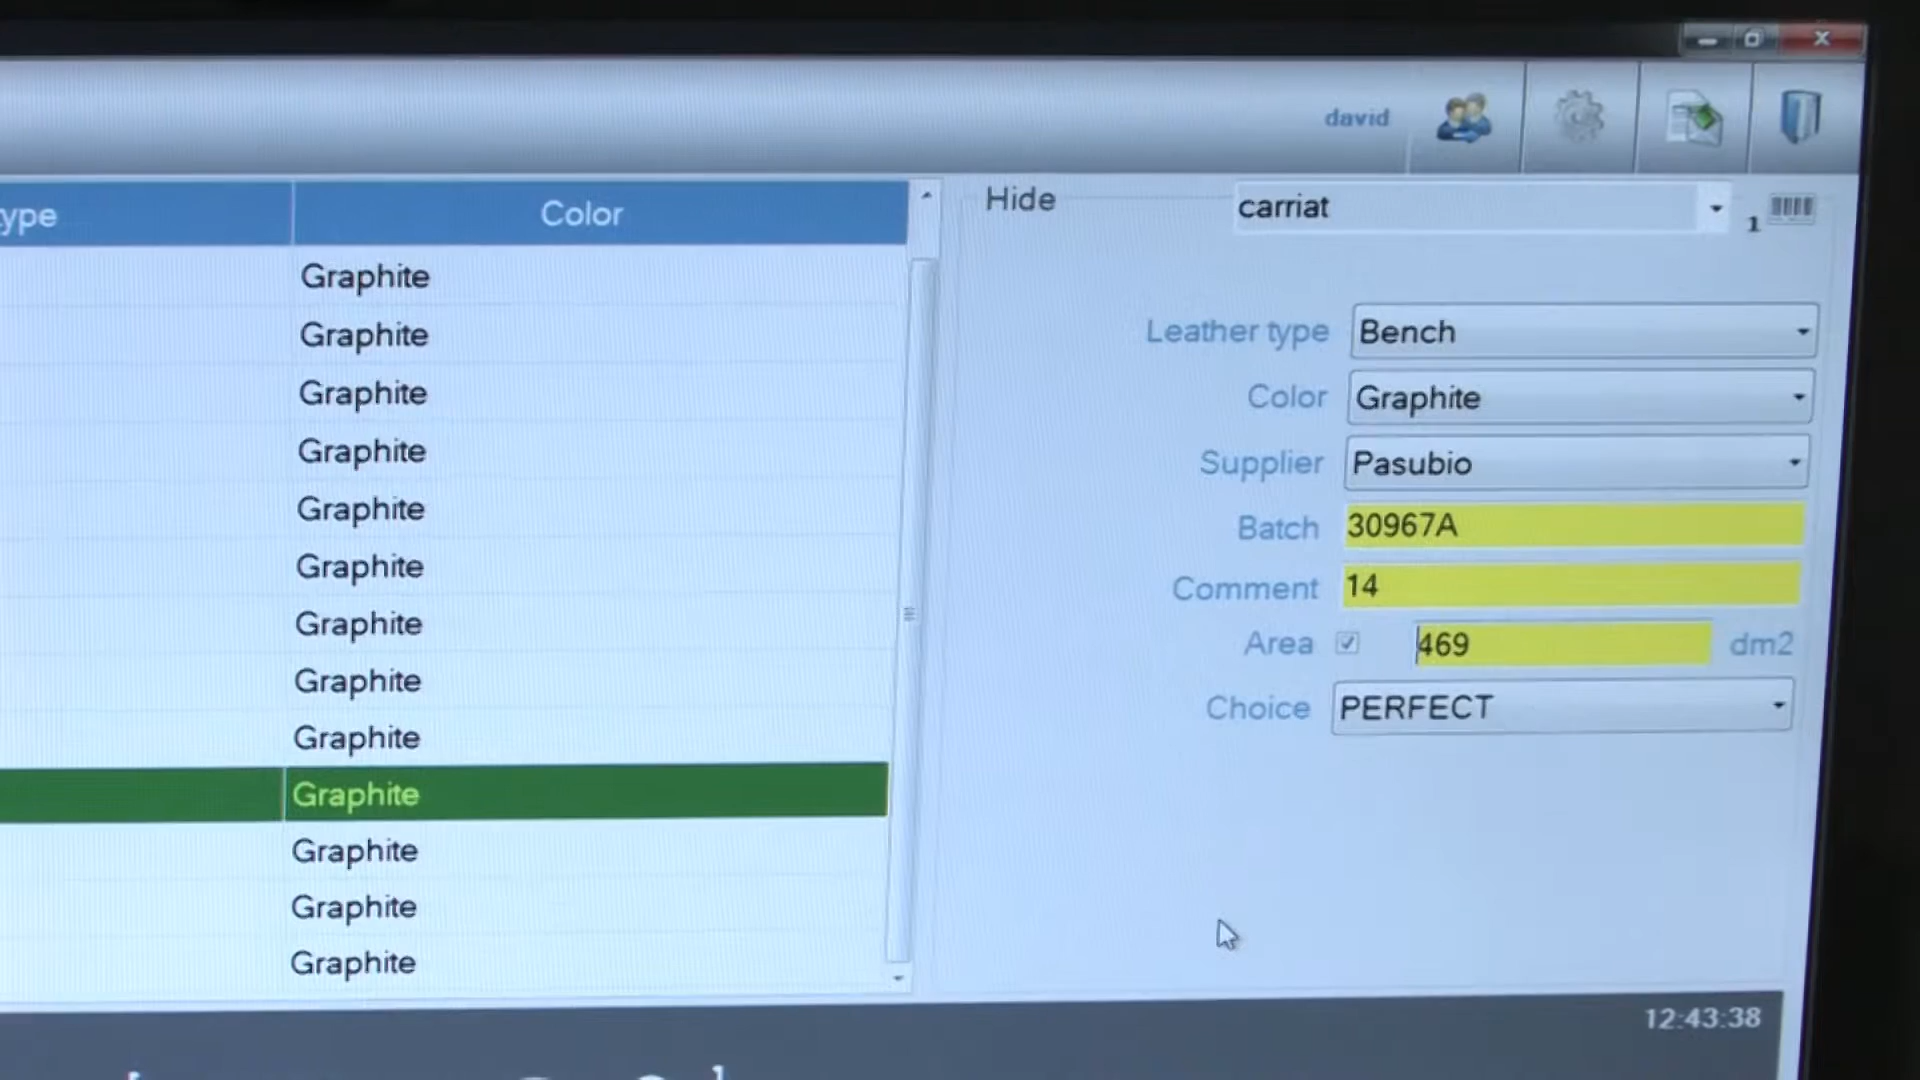 david
ype Color
Hide carriat 1
Graphite
Graphite
Graphite
Graphite
Graphite
Graphite
Graphite
Graphite
Graphite
Graphite
Graphite
Graphite
Graphite
Leather type Bench
Color Graphite
Supplier Pasubio
Batch 30967A
Comment 14
Area 469 dm2
Choice PERFECT
12:43:38